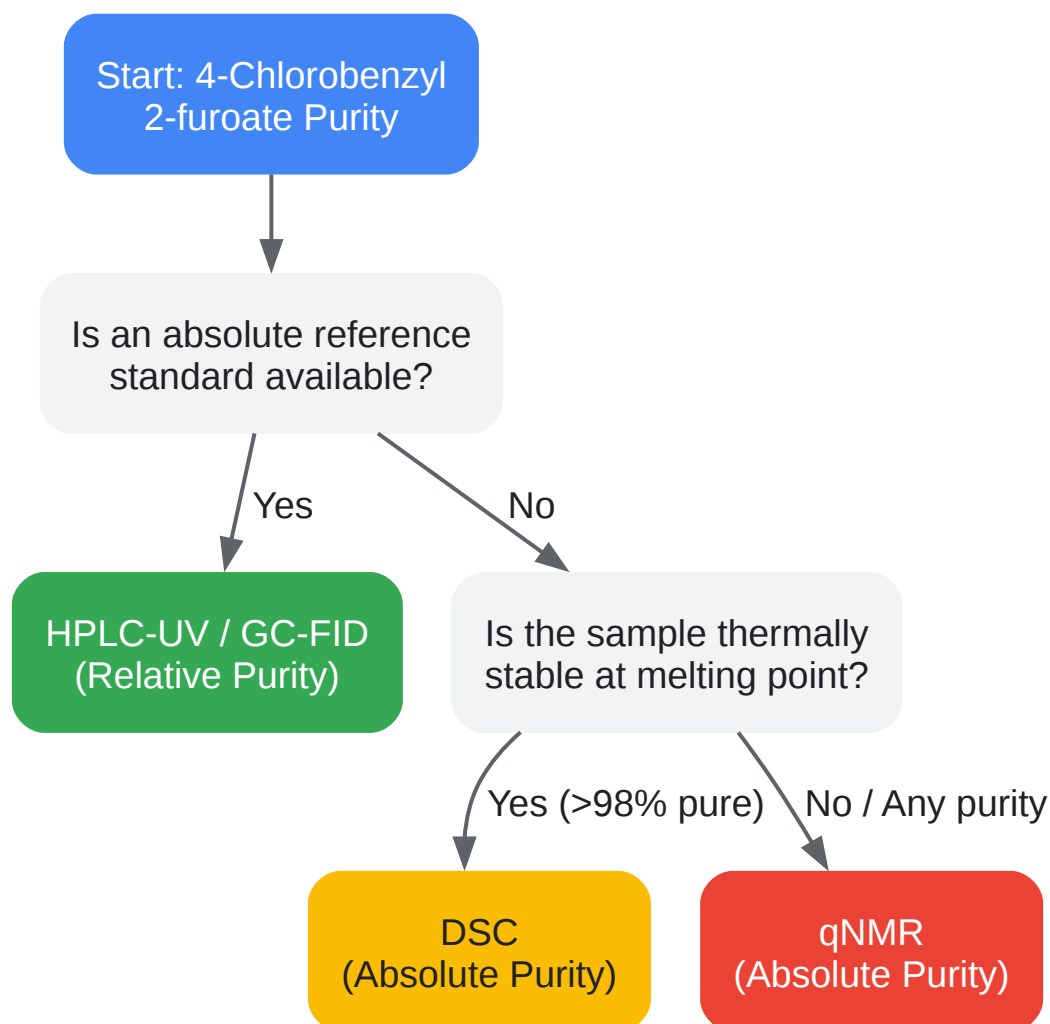 Start: 4-Chlorobenzyl
2-furoate Purity
Is an absolute reference
standard available?
Yes
No
HPLC-UV / GC-FID
(Relative Purity)
Is the sample thermally
stable at melting point?
Yes (>98% pure)
No / Any purity
DSC
(Absolute Purity)
qNMR
(Absolute Purity)